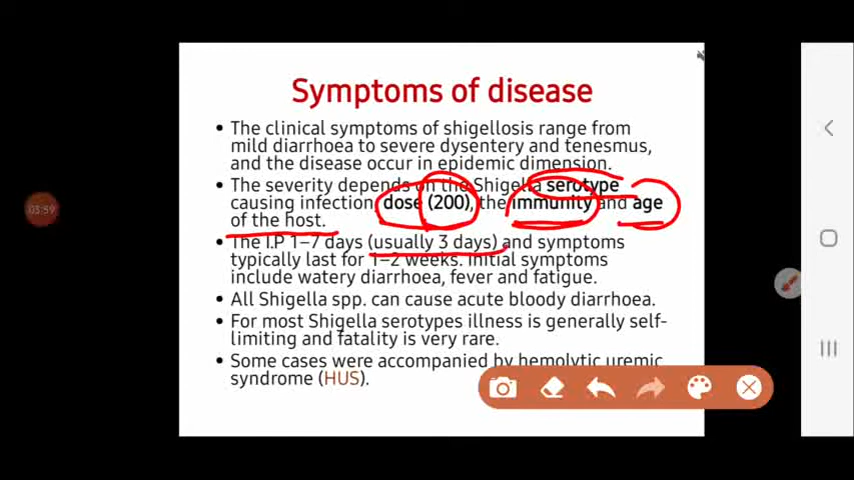 Symptoms of disease
• The clinical symptoms of shigellosis range from
mild diarrhoea to severe dysentery and tenesmus,
and the disease occur in epidemic dimension.
• The severity depends on the Shigella serotype
causing infection, dose (200), the immunity and age
of the host.
• The I.P 1–7 days (usually 3 days) and symptoms
typically last for 1–2 weeks. Initial symptoms
include watery diarrhoea, fever and fatigue.
• All Shigella spp. can cause acute bloody diarrhoea.
• For most Shigella serotypes illness is generally self-
limiting and fatality is very rare.
• Some cases were accompanied by hemolytic uremic
syndrome (HUS).
03:59